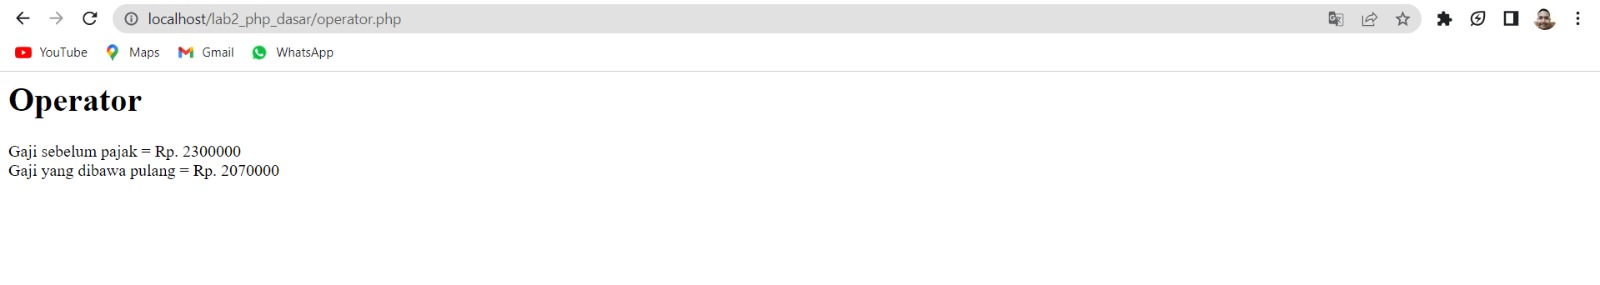 localhost/lab2_php_dasar/operator.php
YouTube Maps Gmail WhatsApp
Operator
Gaji sebelum pajak = Rp. 2300000
Gaji yang dibawa pulang = Rp. 2070000